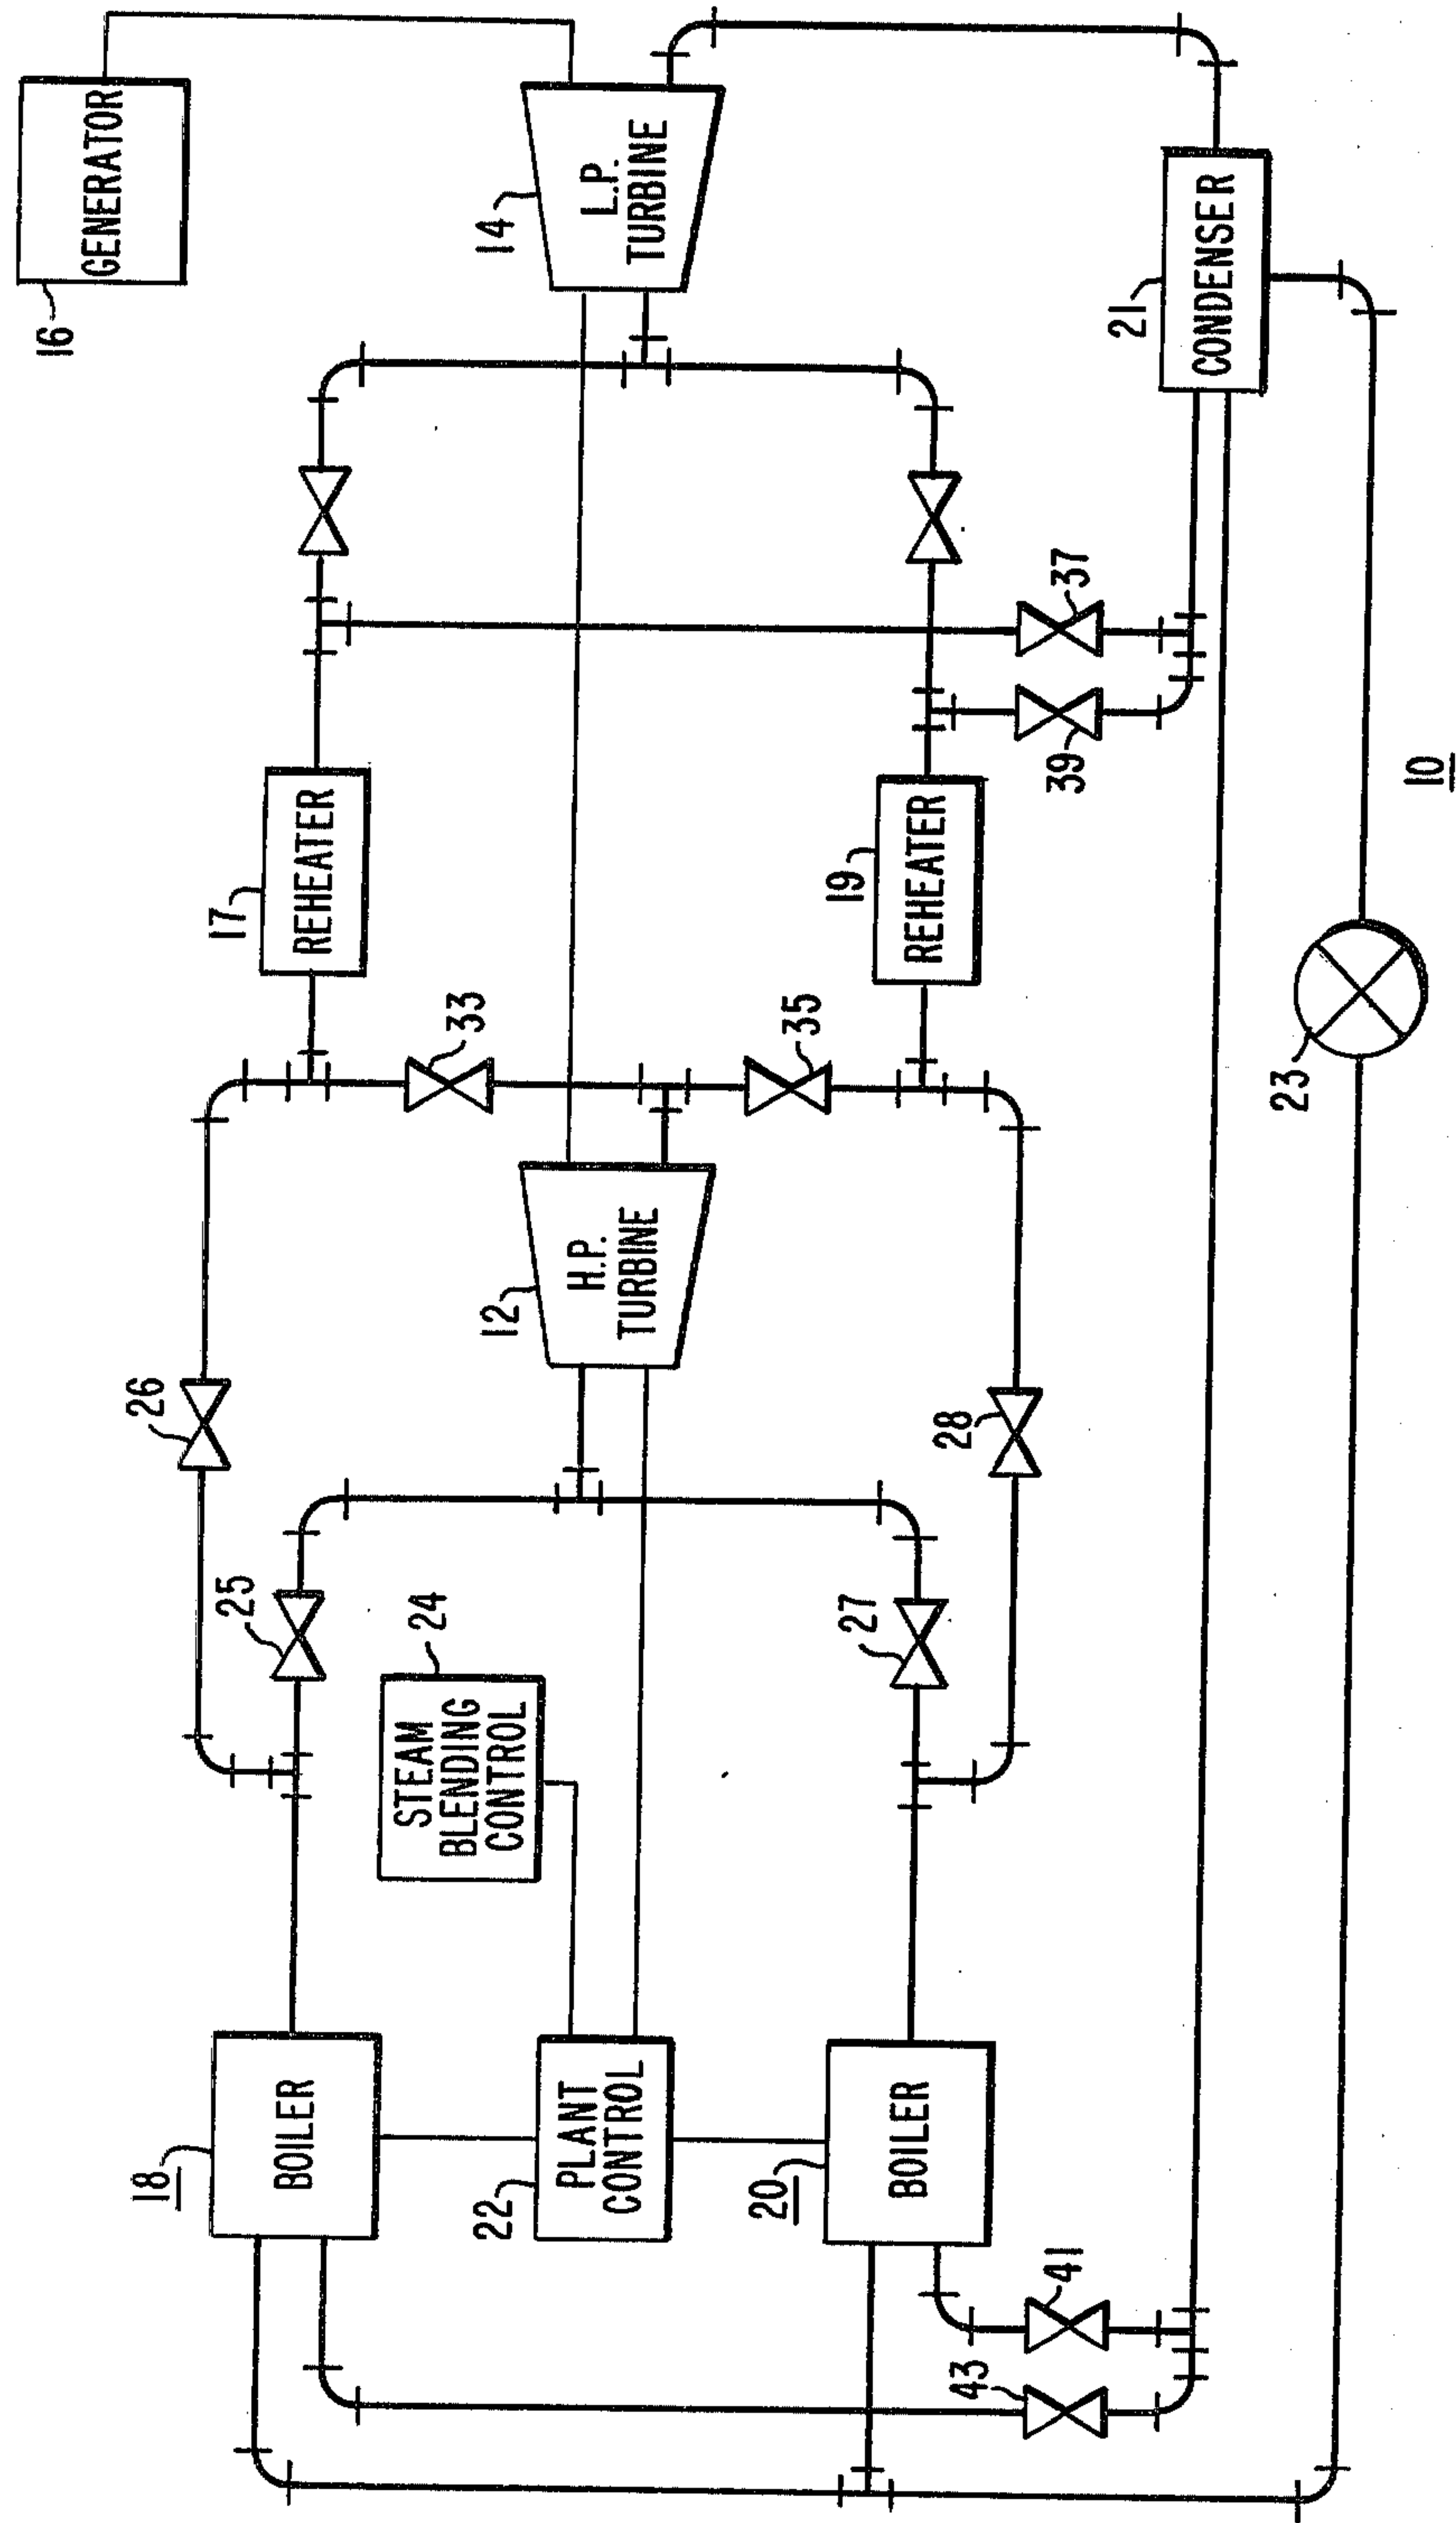 GENERATOR
16
L.P.
TURBINE
14
CONDENSER
21
37
39
10
REHEATER
17
REHEATER
19
33
35
23
H.P.
TURBINE
12
26
28
25
27
STEAM
BLENDING
CONTROL
24
BOILER
18
PLANT
CONTROL
22
BOILER
20
41
43